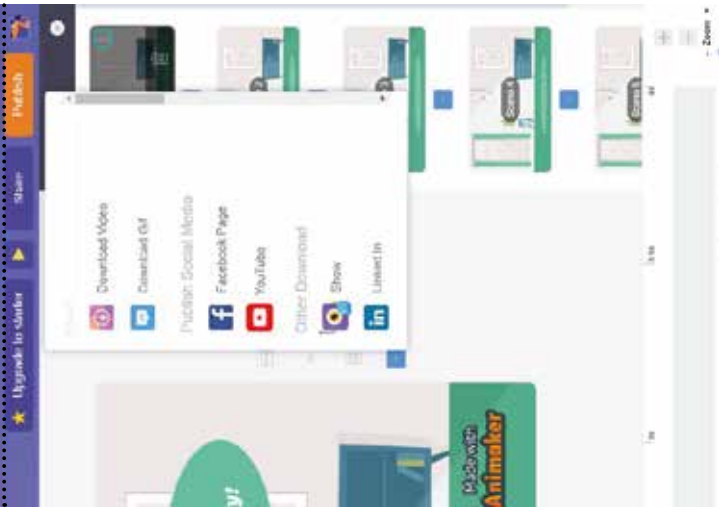 Upgrade to starter
Share
Publish
Download Video
Download Gif
Publish Social Media
Facebook Page
YouTube
Other Download
Show
Linked In
Made with
Animaker
y!
Zoom